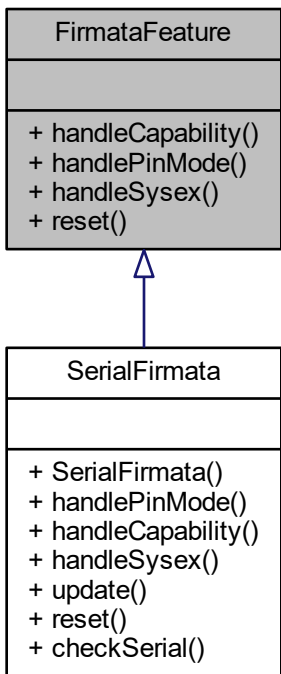 FirmataFeature
+ handleCapability()
+ handlePinMode()
+ handleSysex()
+ reset()
SerialFirmata
+ SerialFirmata()
+ handlePinMode()
+ handleCapability()
+ handleSysex()
+ update()
+ reset()
+ checkSerial()